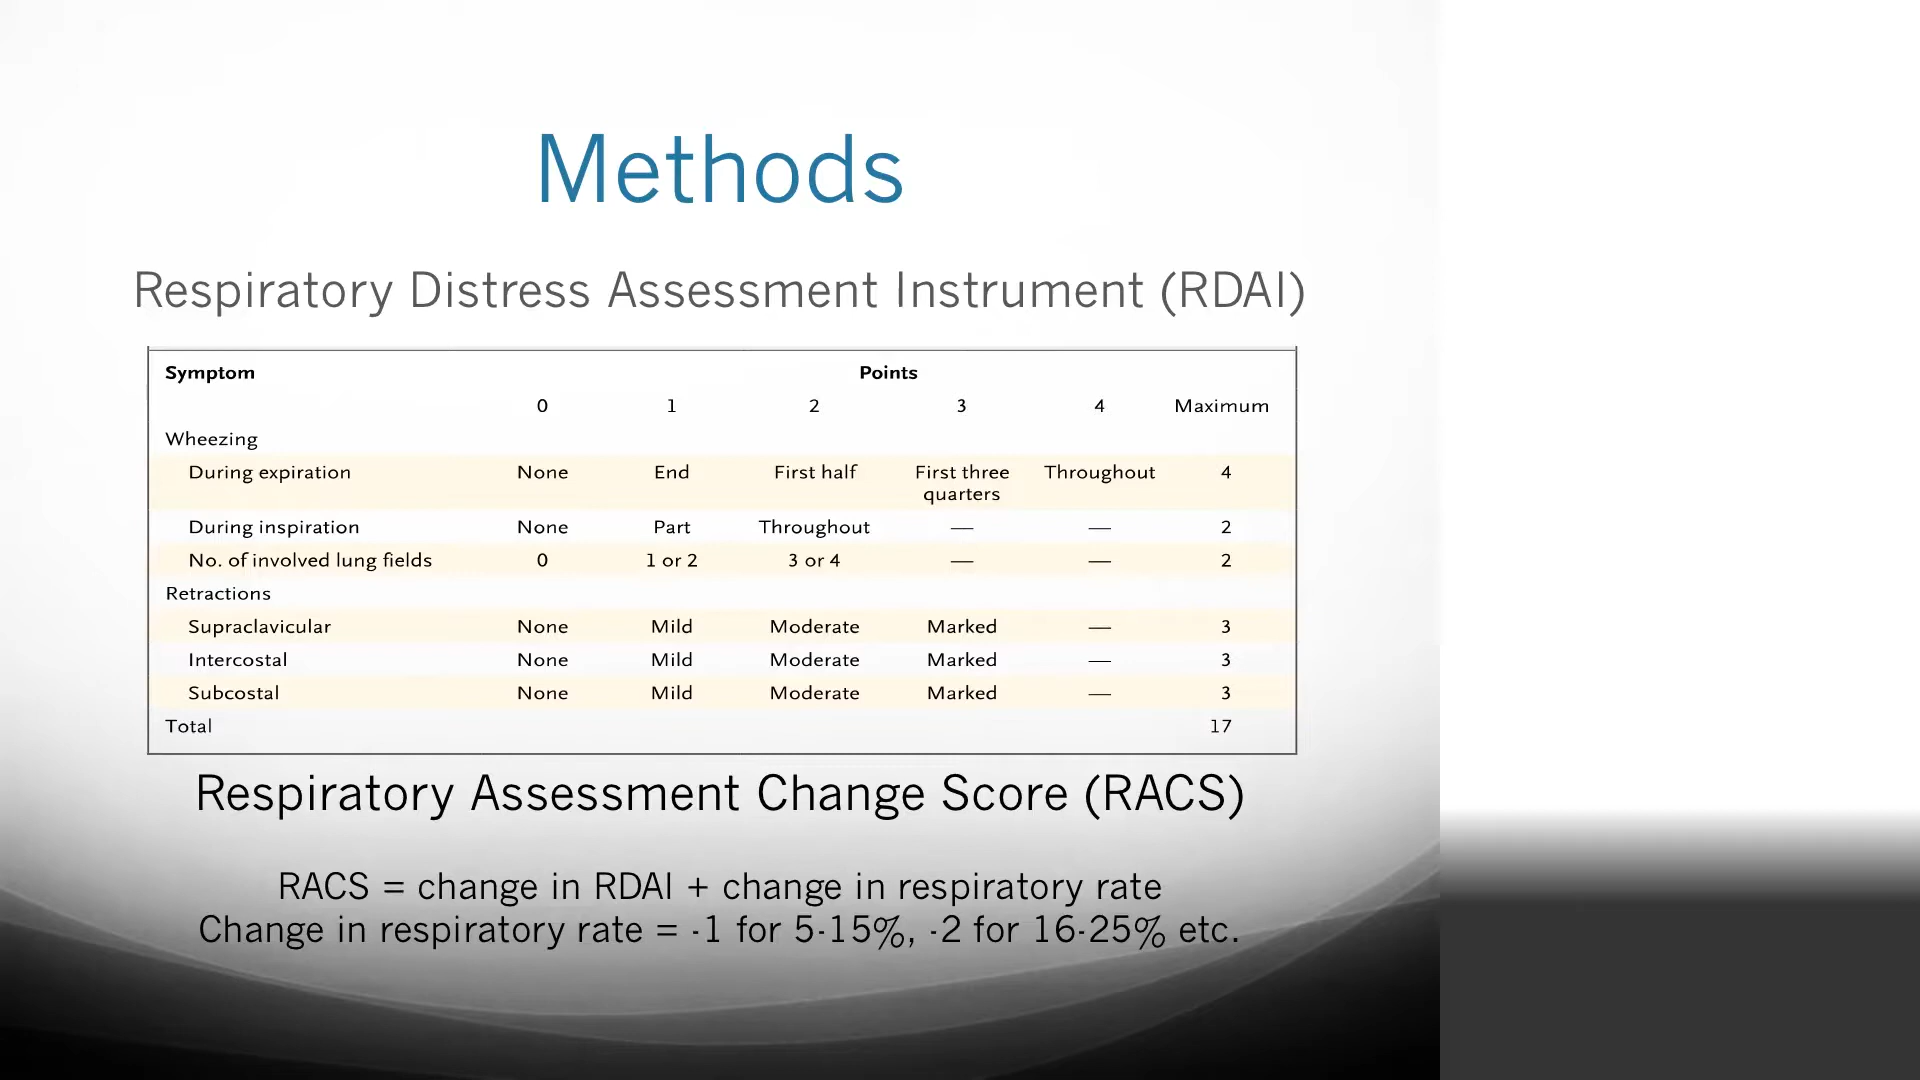 Methods
Respiratory Distress Assessment Instrument (RDAI)
Symptom Points
0 1 2 3 4 Maximum
Wheezing
During expiration None End First half First three quarters Throughout 4
During inspiration None Part Throughout — — 2
No. of involved lung fields 0 1 or 2 3 or 4 — — 2
Retractions
Supraclavicular None Mild Moderate Marked — 3
Intercostal None Mild Moderate Marked — 3
Subcostal None Mild Moderate Marked — 3
Total 17
Respiratory Assessment Change Score (RACS)
RACS = change in RDAI + change in respiratory rate
Change in respiratory rate = -1 for 5-15%, -2 for 16-25% etc.